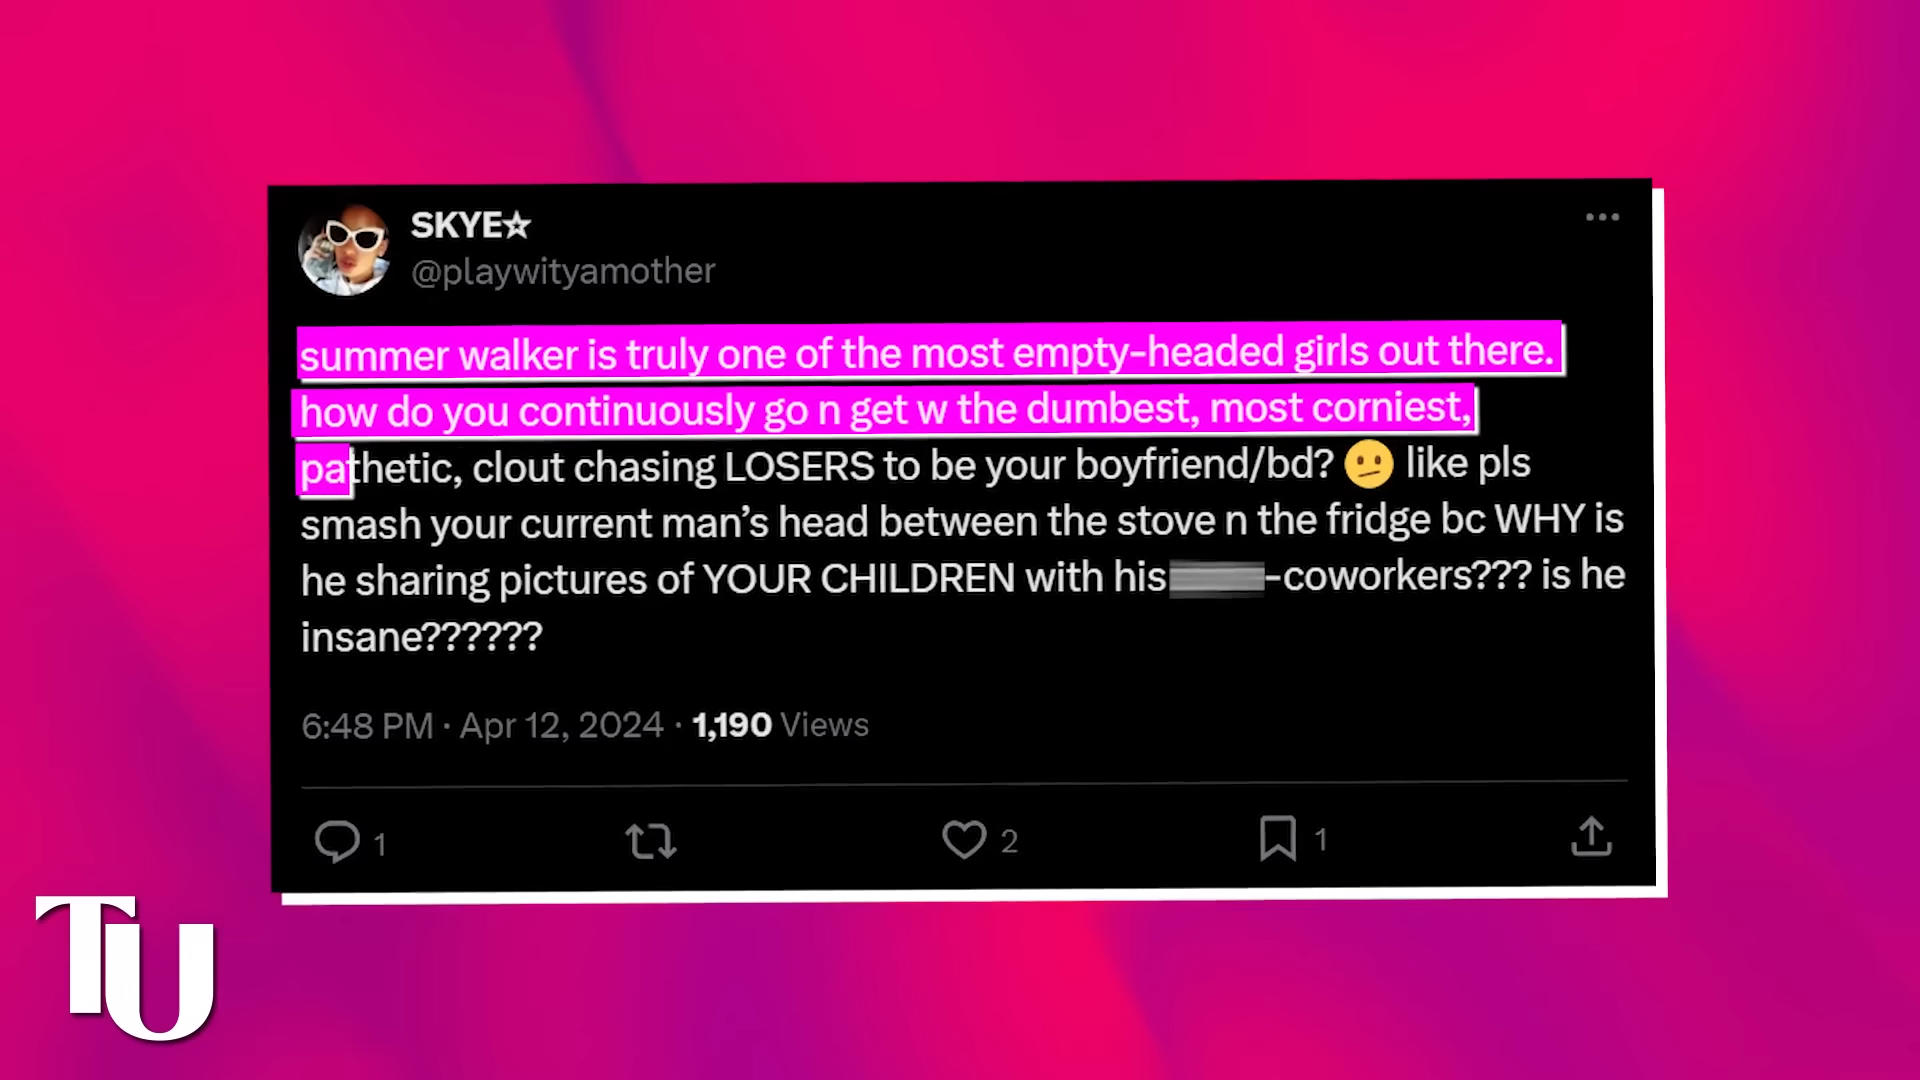 SKYE☆
@playwityamother
summer walker is truly one of the most empty-headed girls out there.
how do you continuously go n get w the dumbest, most corniest,
pathetic, clout chasing LOSERS to be your boyfriend/bd? 🫤 like pls
smash your current man’s head between the stove n the fridge bc WHY is
he sharing pictures of YOUR CHILDREN with his -coworkers??? is he
insane??????
6:48 PM · Apr 12, 2024 · 1,190 Views
1
2
1
TU